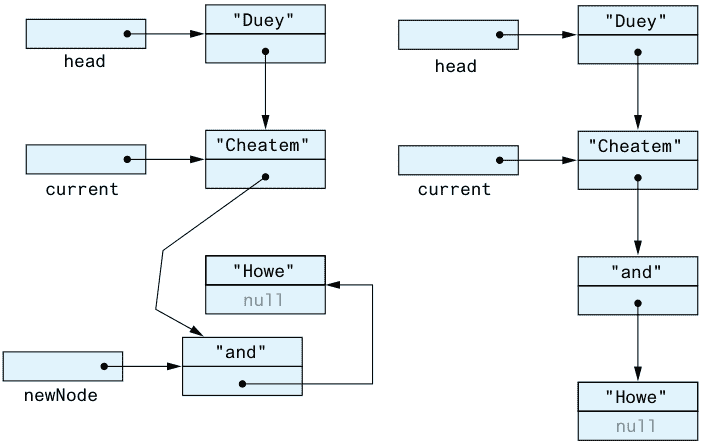 "Duey"
head
"Cheatem"
current
"Howe"
null
"and"
newNode
"Duey"
head
"Cheatem"
current
"and"
"Howe"
null